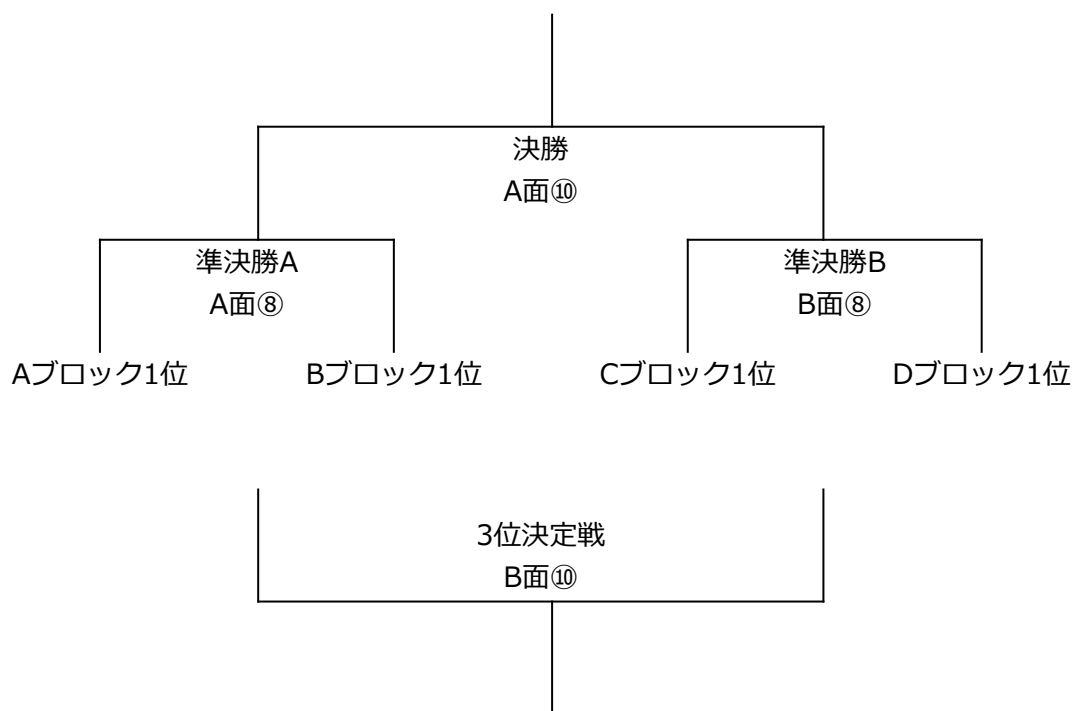 決勝
A面⑩
準決勝A
A面⑧
準決勝B
B面⑧
Aブロック1位
Bブロック1位
Cブロック1位
Dブロック1位
3位決定戦
B面⑩